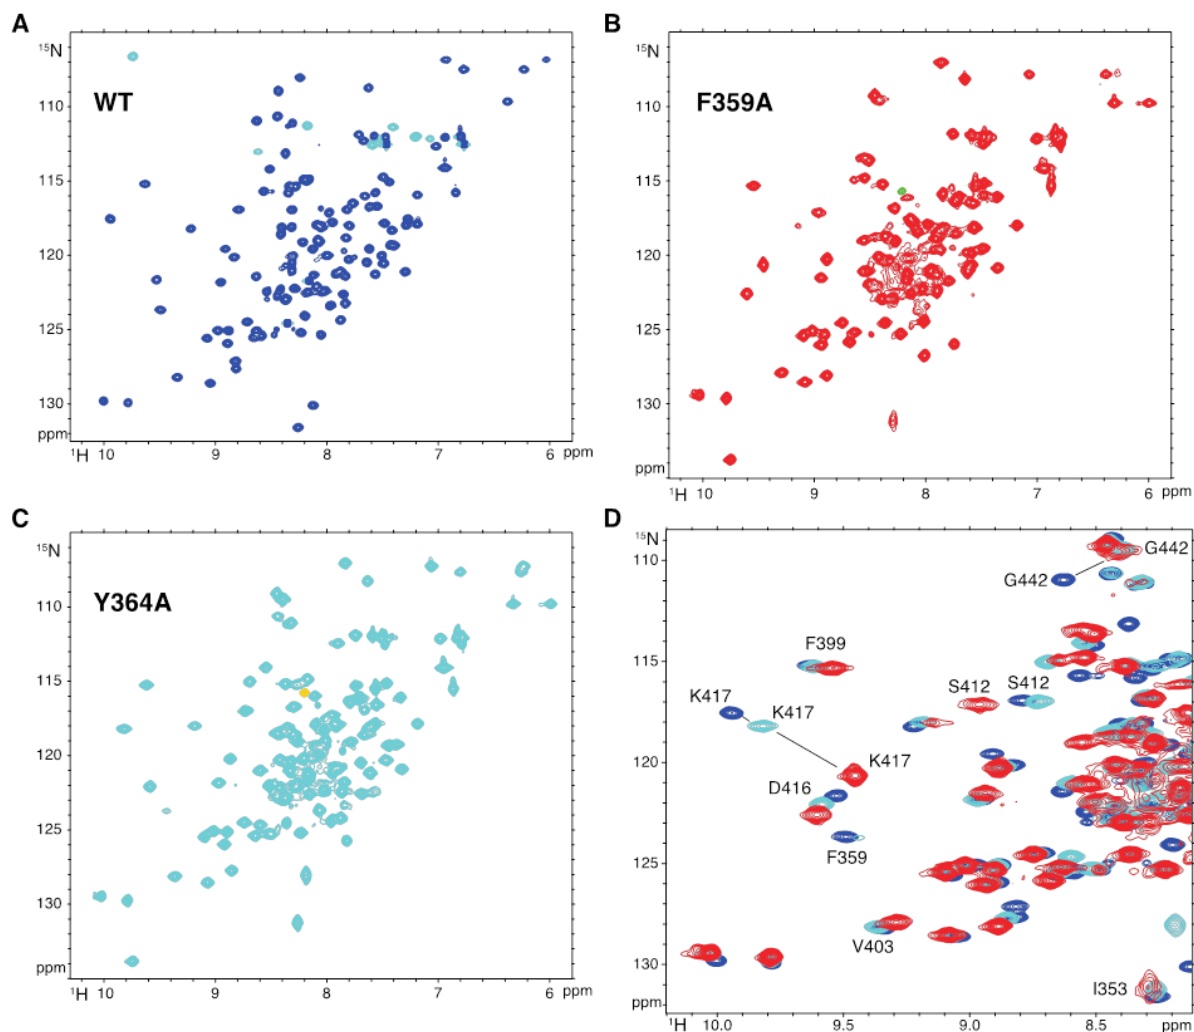 A
¹⁵N
WT
110
115
120
125
130
ppm
¹H 10 9 8 7 6 ppm
B
¹⁵N
F359A
110
115
120
125
130
ppm
¹H 10 9 8 7 6 ppm
C
¹⁵N
Y364A
110
115
120
125
130
ppm
¹H 10 9 8 7 6 ppm
D
¹⁵N
110
G442
G442
115
F399
K417
K417
S412
S412
120
K417
D416
F359
125
V403
130
I353
ppm
¹H 10.0 9.5 9.0 8.5 ppm